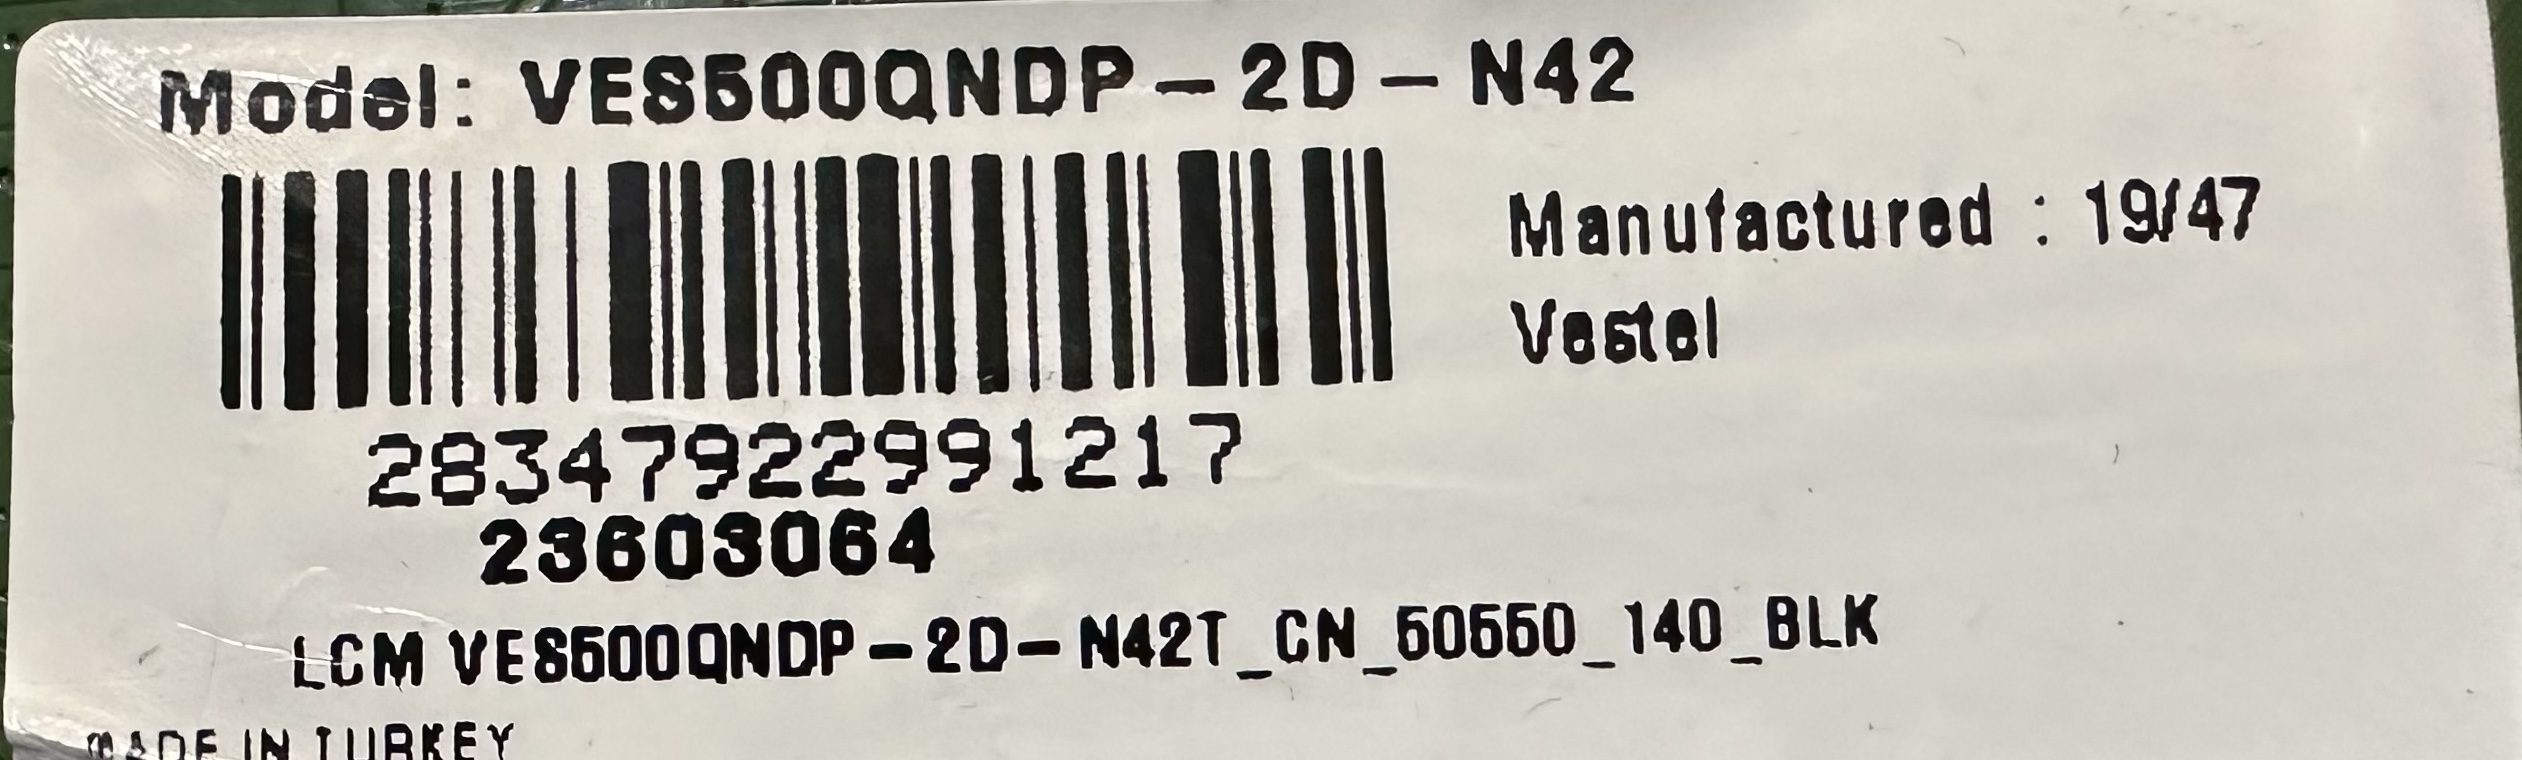 Model: VES500QNDP-2D-N42
Manufactured : 19/47
Vestel
28347922991217
23603064
LCM VES500QNDP-2D-N42T_CN_50550_140_BLK
MADE IN TURKEY